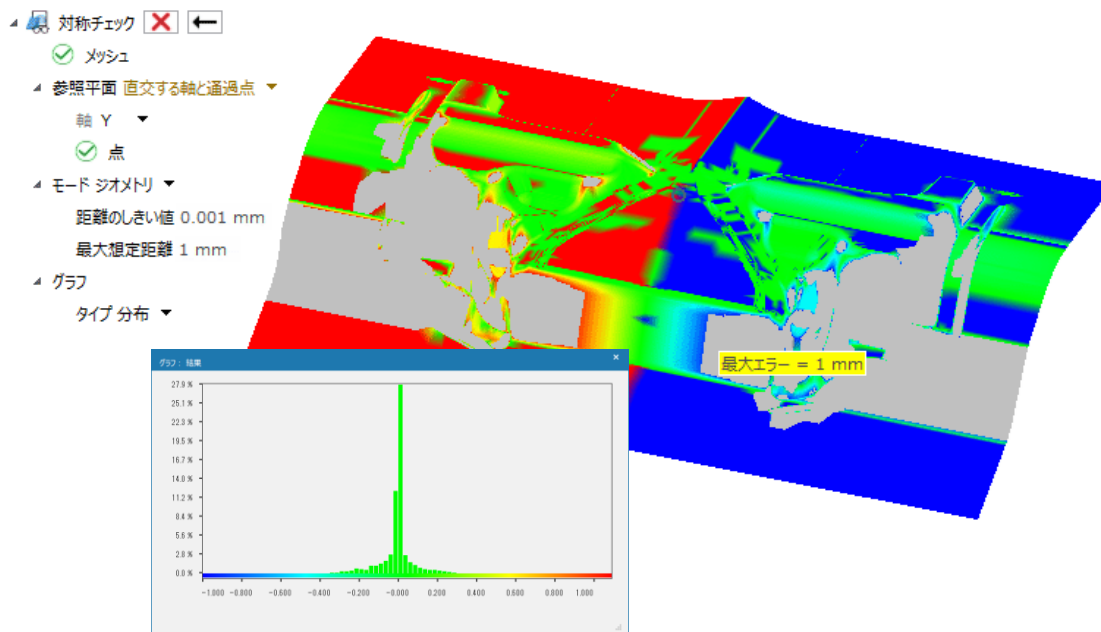 対称チェック
メッシュ
参照平面 直交する軸と通過点
軸 Y
点
モード ジオメトリ
距離のしきい値 0.001 mm
最大想定距離 1 mm
グラフ
タイプ 分布
最大エラー = 1 mm
グラフ: 結果
27.9 %
25.1 %
22.3 %
19.5 %
16.7 %
14.0 %
11.2 %
8.4 %
5.6 %
2.8 %
0.0 %
-1.000 -0.800 -0.600 -0.400 -0.200 -0.000 0.200 0.400 0.600 0.800 1.000